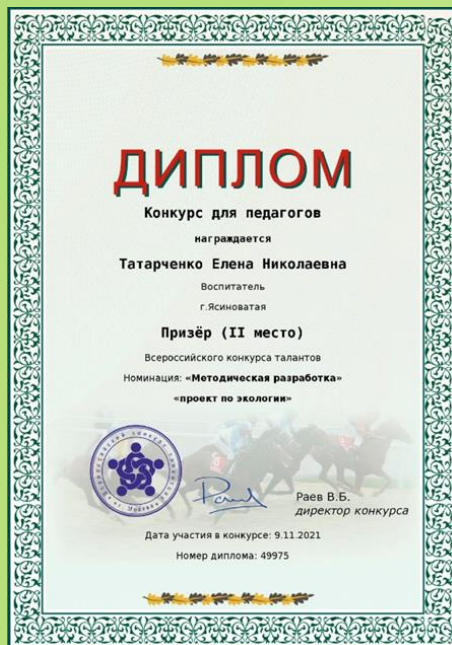 ДИПЛОМ
Конкурс для педагогов
награждается
Татарченко Елена Николаевна
Воспитатель
г.Ясиноватая
Призёр (II место)
Всероссийского конкурса талантов
Номинация: «Методическая разработка»
«проект по экологии»
Раев В.Б.
директор конкурса
Дата участия в конкурсе: 9.11.2021
Номер диплома: 49975